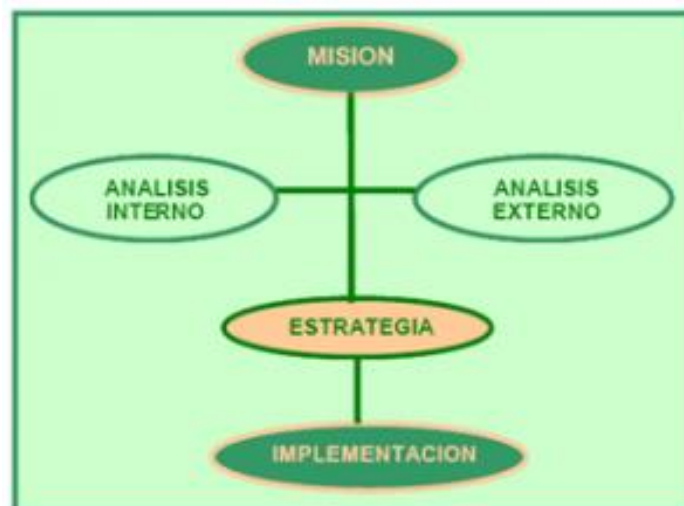 MISION
ANALISIS
INTERNO
ANALISIS
EXTERNO
ESTRATEGIA
IMPLEMENTACION